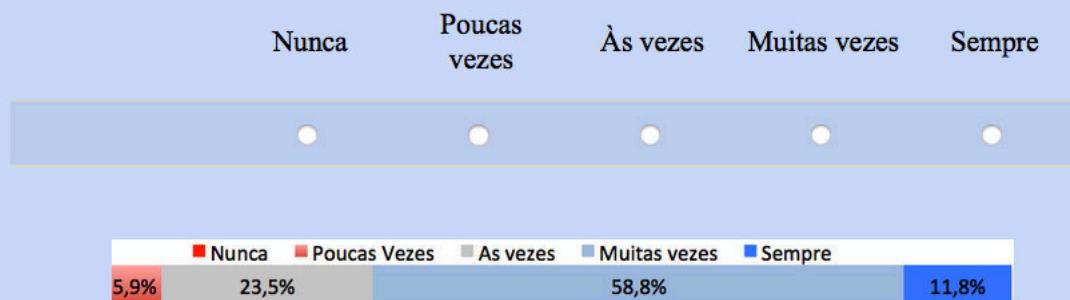 Nunca Poucas vezes Às vezes Muitas vezes Sempre
Nunca Poucas Vezes As vezes Muitas vezes Sempre
5,9% 23,5% 58,8% 11,8%